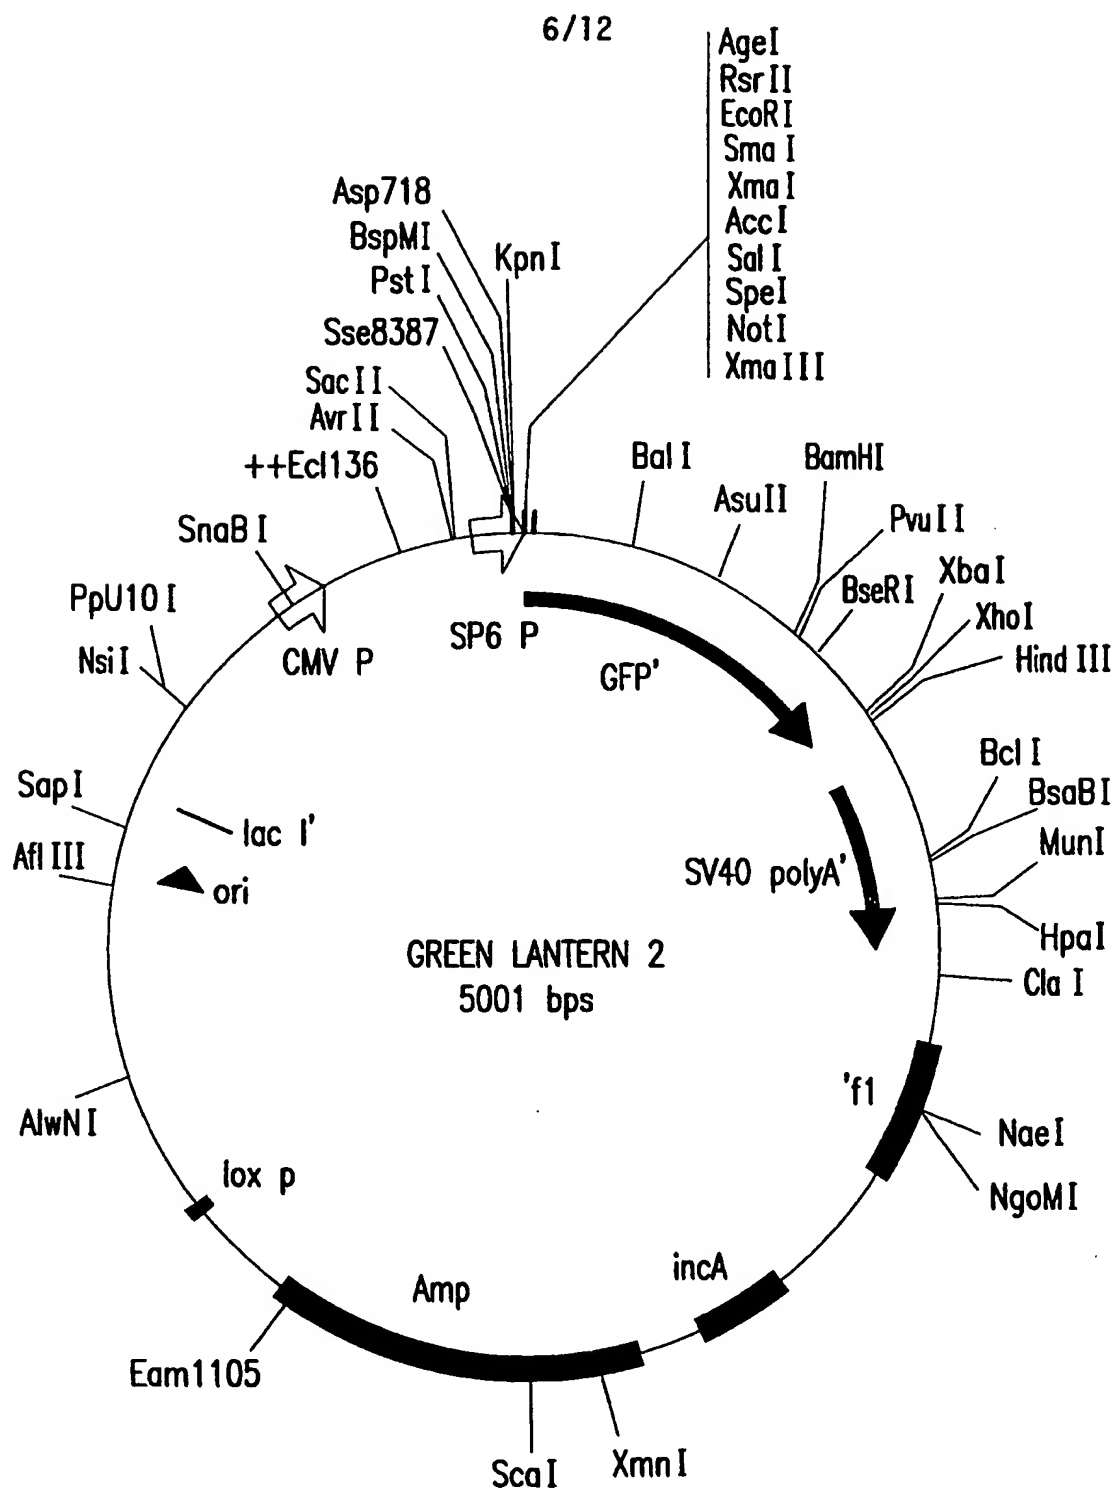 6/12
AgeI
RsrII
EcoRI
SmaI
XmaI
AccI
SalI
SpeI
NotI
XmaIII
Asp718
BspMI
PstI
Sse8387
KpnI
SacII
AvrII
++Ecl136
SnaBI
PpU10I
NsiI
SapI
AflIII
AlwNI
BalI
AsuII
BamHI
PvuII
BseRI
XbaI
XhoI
Hind III
BclI
BsaBI
MunI
HpaI
ClaI
CMV P
SP6 P
GFP'
lac I'
ori
SV40 polyA'
GREEN LANTERN 2
5001 bps
'f1
NaeI
NgoMI
lox p
Amp
incA
Eam1105
ScaI
XmnI